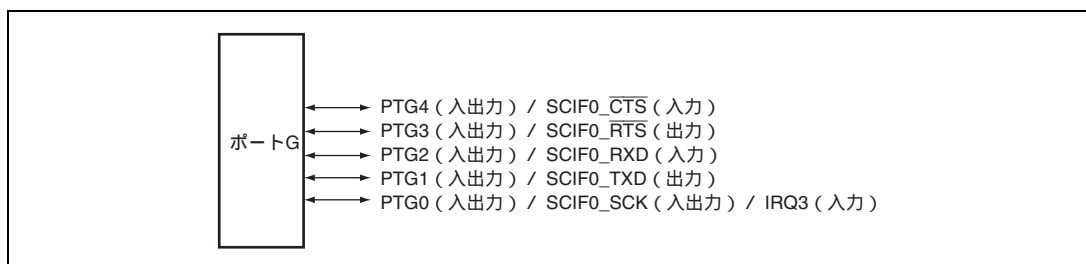 ポートG
PTG4（入出力）/ SCIF0_CTS（入力）
PTG3（入出力）/ SCIF0_RTS（出力）
PTG2（入出力）/ SCIF0_RXD（入力）
PTG1（入出力）/ SCIF0_TXD（出力）
PTG0（入出力）/ SCIF0_SCK（入出力）/ IRQ3（入力）